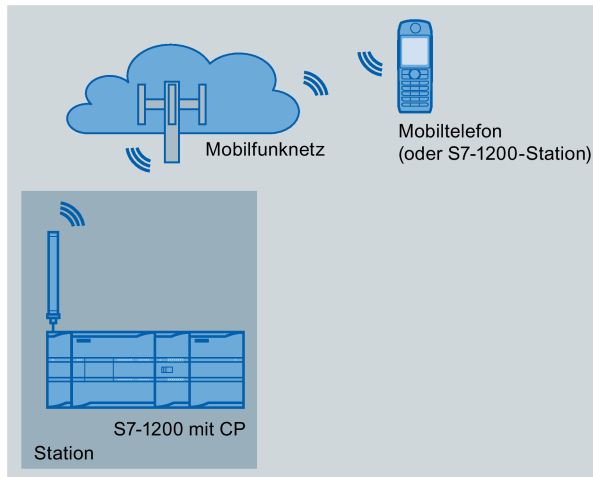 Mobilfunknetz
Mobiltelefon
(oder S7-1200-Station)
S7-1200 mit CP
Station